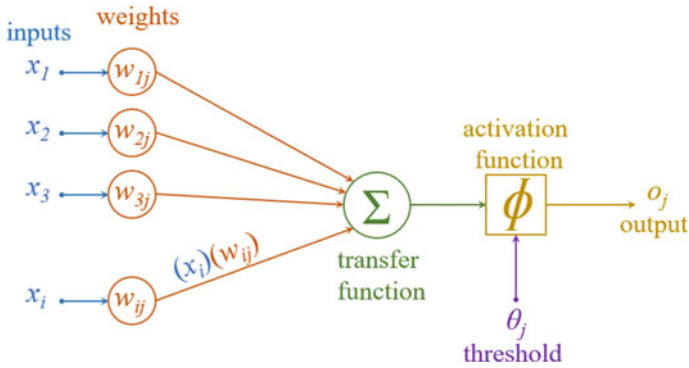 weights
inputs
x1
w1j
x2
w2j
activation
function
x3
w3j
Σ
ϕ
oj
output
(xi)(wij)
transfer
function
xi
wij
θj
threshold